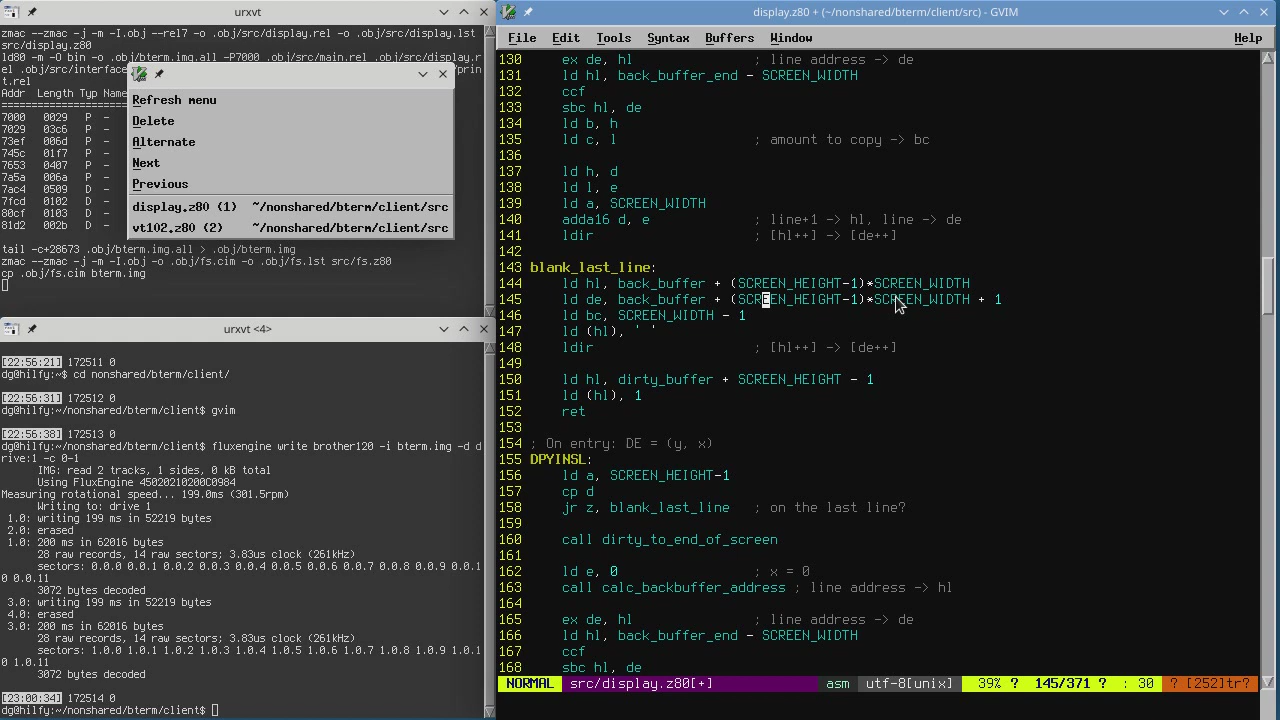 urxvt
zmac --zmac -j -m -I.obj --rel7 -o .obj/src/display.rel -o .obj/src/display.lst
src/display.z80
ld80 -m -O bin -o .obj/bterm.img.all -P7000 .obj/src/main.rel .obj/src/display.r
el .obj/src/interfac
/prin
t.rel
Addr Length Typ Name
7000 0029 P -
7029 03c6 P -
73ef 006d P -
745c 01f7 P -
7653 0407 P -
7a5a 006a P -
7ac4 0509 D -
7fcd 0102 D -
80cf 0103 D -
81d2 002b D -
tail -c+28673 .obj/bterm.img.all > .obj/bterm.img
zmac --zmac -j -m -I.obj -o .obj/fs.cim -o .obj/fs.lst src/fs.z80
cp .obj/fs.cim bterm.img
Refresh menu
Delete
Alternate
Next
Previous
display.z80 (1) ~/nonshared/bterm/client/src
vt102.z80 (2) ~/nonshared/bterm/client/src
urxvt <4>
[22:56:21] 172511 0
dg@hilfy:~$ cd nonshared/bterm/client/
[22:56:31] 172512 0
dg@hilfy:~/nonshared/bterm/client$ gvim
[22:56:38] 172513 0
dg@hilfy:~/nonshared/bterm/client$ fluxengine write brother120 -i bterm.img -d d
rive:1 -c 0-1
IMG: read 2 tracks, 1 sides, 0 kB total
Using FluxEngine 4502021020C0984
Measuring rotational speed... 199.0ms (301.5rpm)
Writing to: drive 1
1.0: writing 199 ms in 52219 bytes
2.0: erased
1.0: 200 ms in 62016 bytes
28 raw records, 14 raw sectors; 3.83us clock (261kHz)
sectors: 0.0.0 0.0.1 0.0.2 0.0.3 0.0.4 0.0.5 0.0.6 0.0.7 0.0.8 0.0.9 0.0.1
0 0.0.11
3072 bytes decoded
3.0: writing 199 ms in 52219 bytes
4.0: erased
3.0: 200 ms in 62016 bytes
28 raw records, 14 raw sectors; 3.83us clock (261kHz)
sectors: 1.0.0 1.0.1 1.0.2 1.0.3 1.0.4 1.0.5 1.0.6 1.0.7 1.0.8 1.0.9 1.0.1
0 1.0.11
3072 bytes decoded
[23:00:34] 172514 0
dg@hilfy:~/nonshared/bterm/client$
display.z80 + (~/nonshared/bterm/client/src) - GVIM
File Edit Tools Syntax Buffers Window Help
130 ex de, hl ; line address -> de
131 ld hl, back_buffer_end - SCREEN_WIDTH
132 ccf
133 sbc hl, de
134 ld b, h
135 ld c, l ; amount to copy -> bc
136
137 ld h, d
138 ld l, e
139 ld a, SCREEN_WIDTH
140 adda16 d, e ; line+1 -> hl, line -> de
141 ldir ; [hl++] -> [de++]
142
143 blank_last_line:
144 ld hl, back_buffer + (SCREEN_HEIGHT-1)*SCREEN_WIDTH
145 ld de, back_buffer + (SCREEN_HEIGHT-1)*SCREEN_WIDTH + 1
146 ld bc, SCREEN_WIDTH - 1
147 ld (hl), ' '
148 ldir ; [hl++] -> [de++]
149
150 ld hl, dirty_buffer + SCREEN_HEIGHT - 1
151 ld (hl), 1
152 ret
153
154 ; On entry: DE = (y, x)
155 DPYINSL:
156 ld a, SCREEN_HEIGHT-1
157 cp d
158 jr z, blank_last_line ; on the last line?
159
160 call dirty_to_end_of_screen
161
162 ld e, 0 ; x = 0
163 call calc_backbuffer_address ; line address -> hl
164
165 ex de, hl ; line address -> de
166 ld hl, back_buffer_end - SCREEN_WIDTH
167 ccf
168 sbc hl, de
NORMAL src/display.z80[+] asm utf-8[unix] 39% ? 145/371 ? : 30 ? [252]tr?